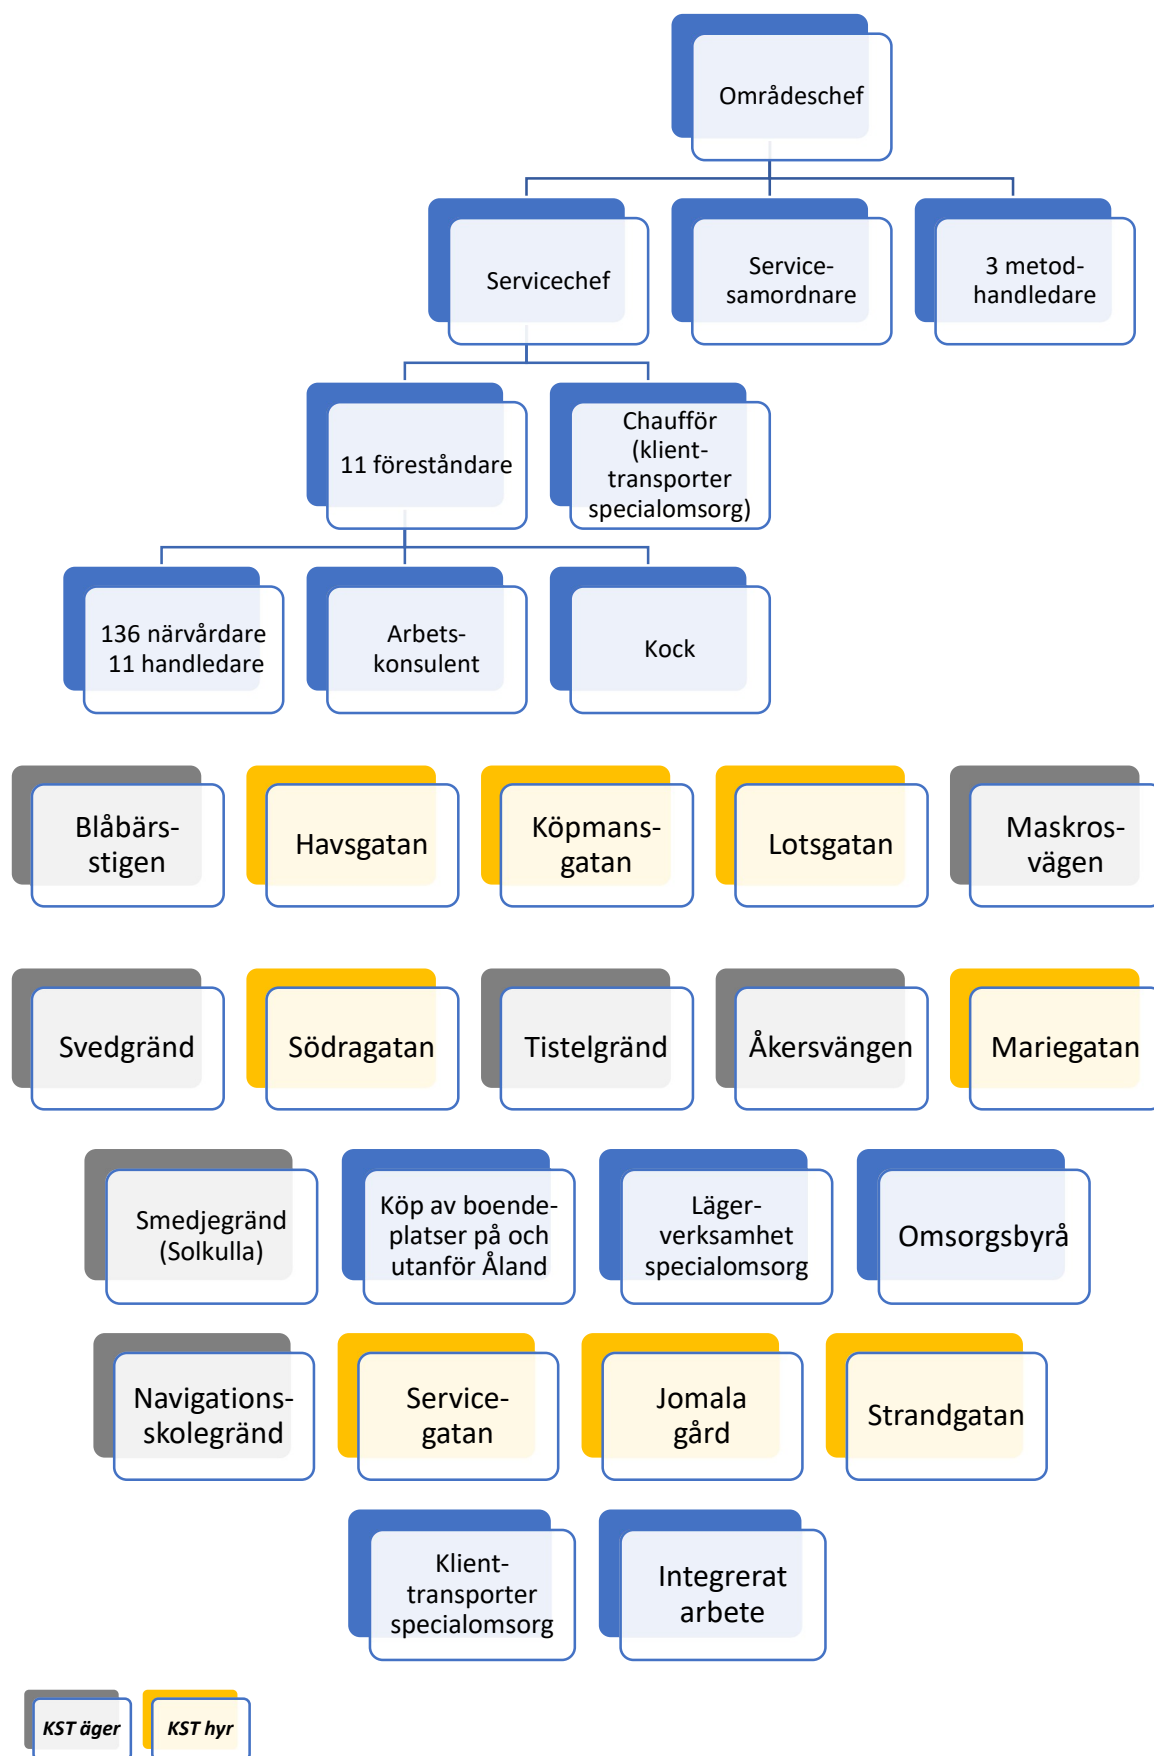 Områdeschef
Servicechef
Service-
samordnare
3 metod-
handledare
11 föreståndare
Chaufför
(klient-
transporter
specialomsorg)
136 närvårdare
11 handledare
Arbets-
konsulent
Kock
Blåbärs-
stigen
Havsgatan
Köpmans-
gatan
Lotsgatan
Maskros-
vägen
Svedgränd
Södragatan
Tistelgränd
Åkersvängen
Mariegatan
Smedjegränd
(Solkulla)
Köp av boende-
platser på och
utanför Åland
Läger-
verksamhet
specialomsorg
Omsorgsbyrå
Navigations-
skolegränd
Service-
gatan
Jomala
gård
Strandgatan
Klient-
transporter
specialomsorg
Integrerat
arbete
KST äger
KST hyr